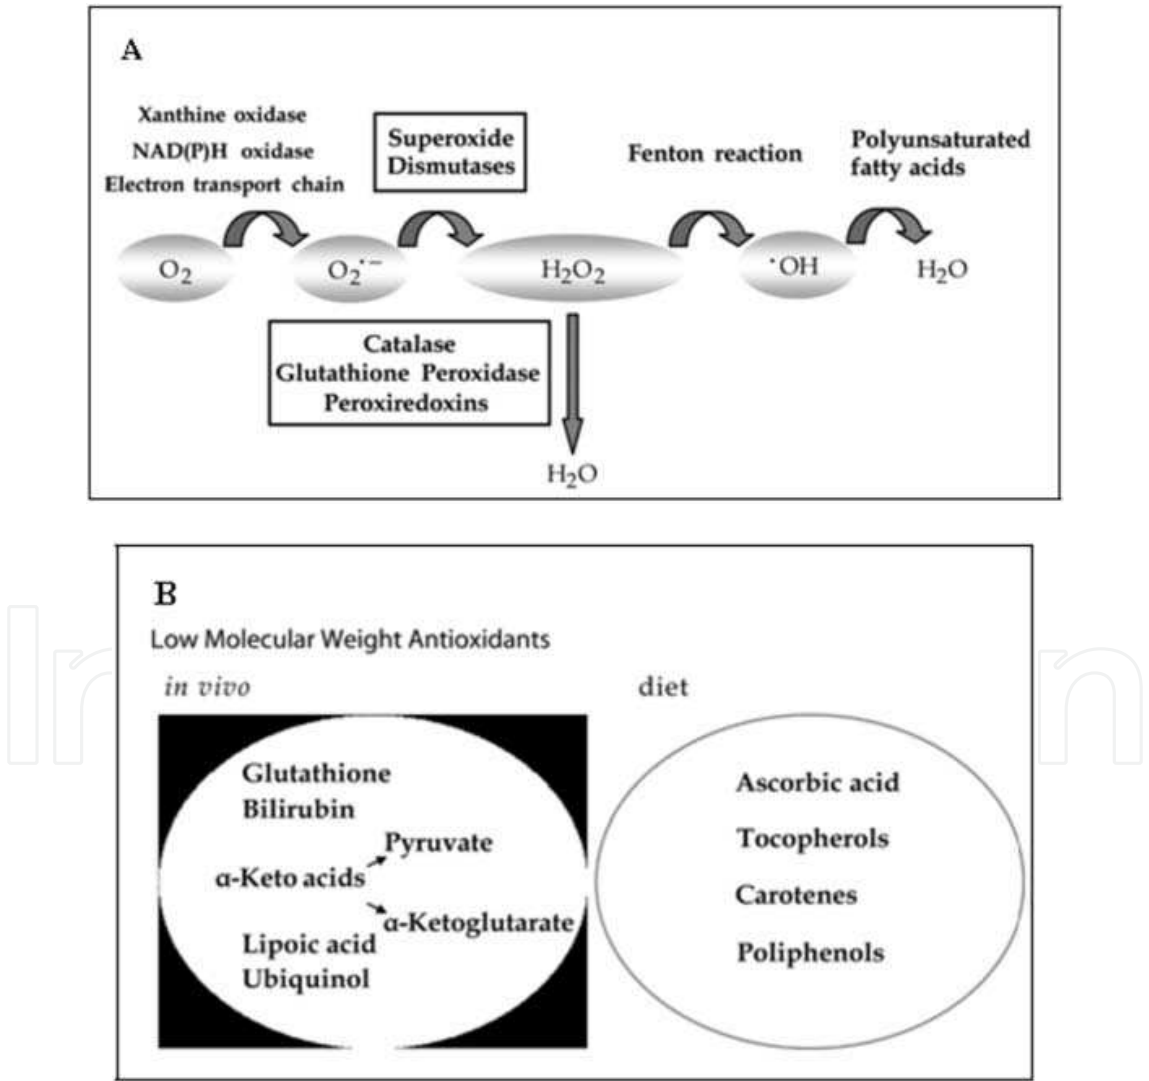 A
Xanthine oxidase
NAD(P)H oxidase
Electron transport chain
Superoxide
Dismutases
Fenton reaction
Polyunsaturated
fatty acids
O₂
O₂˙⁻
H₂O₂
˙OH
H₂O
Catalase
Glutathione Peroxidase
Peroxiredoxins
H₂O
B
Low Molecular Weight Antioxidants
in vivo
diet
Glutathione
Bilirubin
Pyruvate
α-Keto acids
α-Ketoglutarate
Lipoic acid
Ubiquinol
Ascorbic acid
Tocopherols
Carotenes
Poliphenols